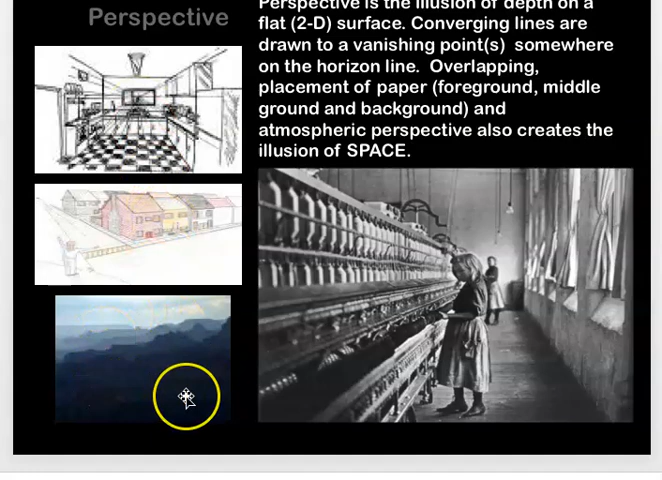 Perspective
Perspective is the illusion of depth on a
flat (2-D) surface. Converging lines are
drawn to a vanishing point(s) somewhere
on the horizon line. Overlapping,
placement of paper (foreground, middle
ground and background) and
atmospheric perspective also creates the
illusion of SPACE.